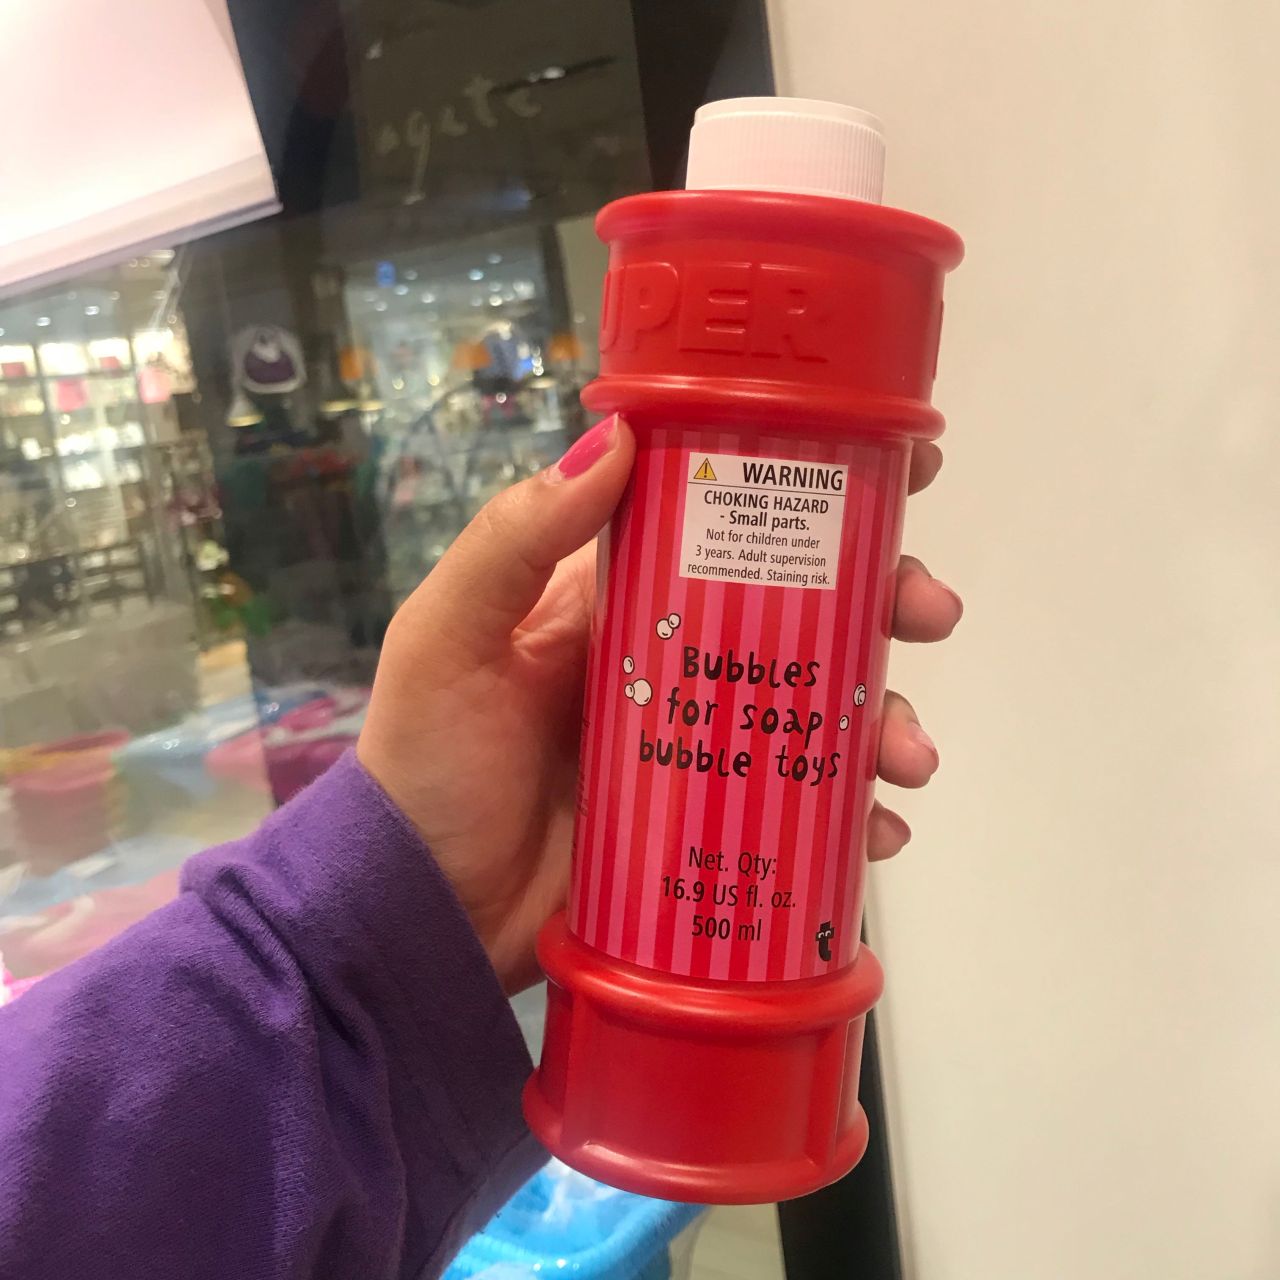 agate
UPER
WARNING
CHOKING HAZARD
- Small parts.
Not for children under
3 years. Adult supervision
recommended. Staining risk.
Bubbles
for soap
bubble toys
Net. Qty:
16.9 US fl. oz.
500 ml
t